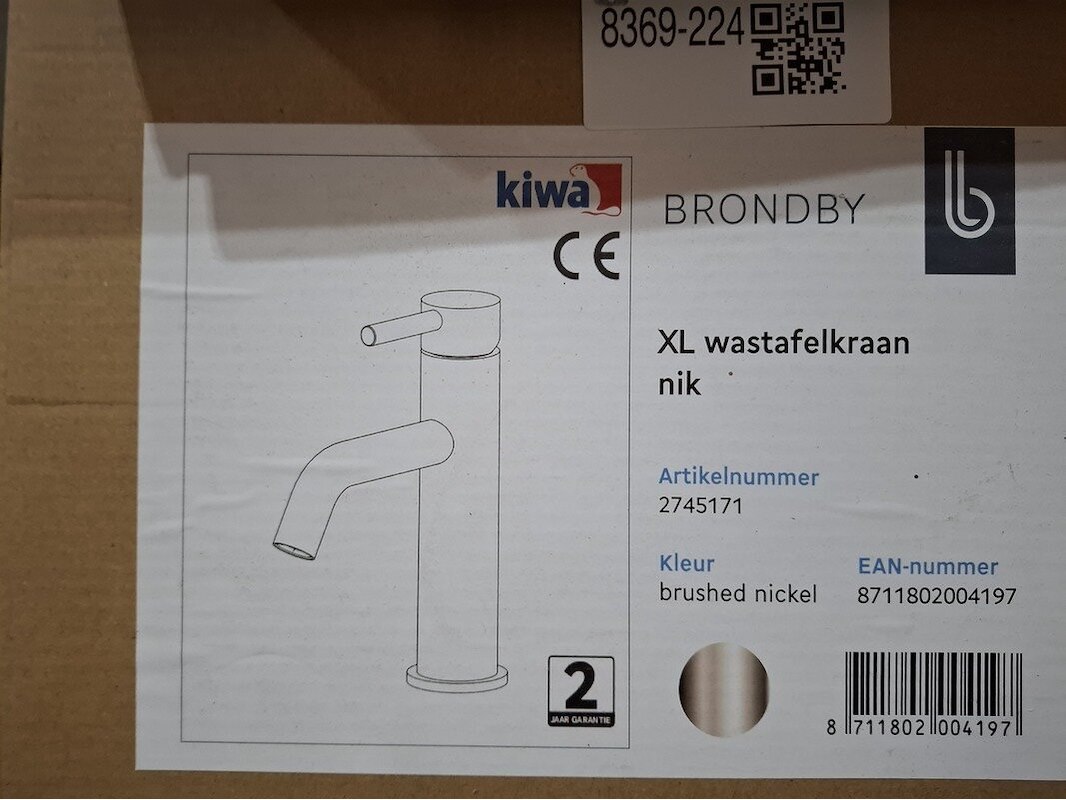 8369-224
kiwa
CE
BRONDBY
b
XL wastafelkraan
nik
Artikelnummer
2745171
Kleur
brushed nickel
EAN-nummer
8711802004197
2
JAAR GARANTIE
8 711802 004197